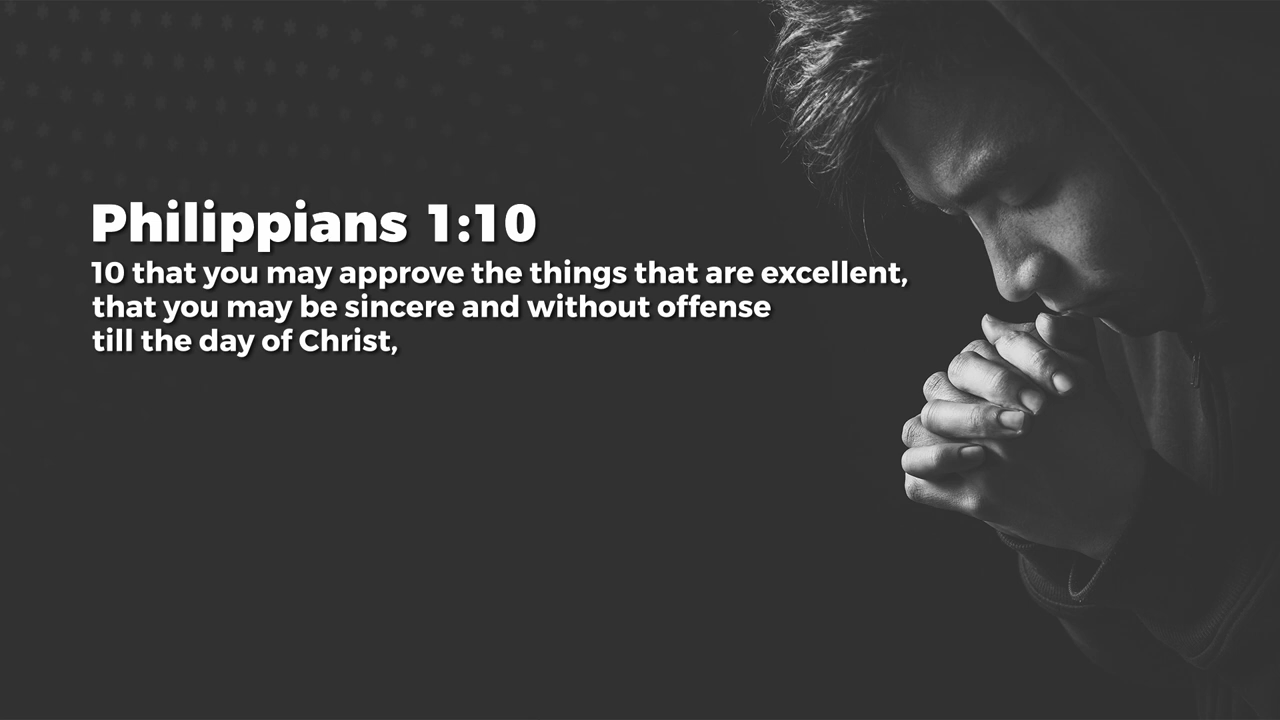 Philippians 1:10
10 that you may approve the things that are excellent,
that you may be sincere and without offense
till the day of Christ,